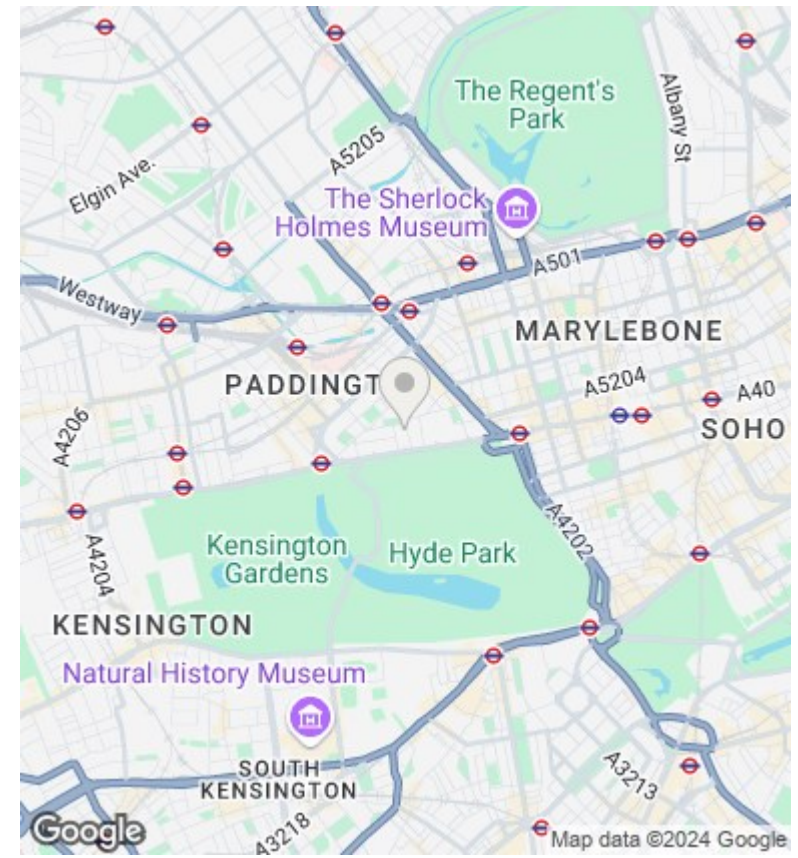 The Regent's
Park
Albany St
A5205
Elgin Ave.
The Sherlock
Holmes Museum
A501
Westway
MARYLEBONE
PADDINGT
A5204
A40
A4206
SOHO
A4202
Kensington
Gardens
Hyde Park
A4204
KENSINGTON
Natural History Museum
SOUTH
KENSINGTON
A3213
A3218
Google
Map data ©2024 Google